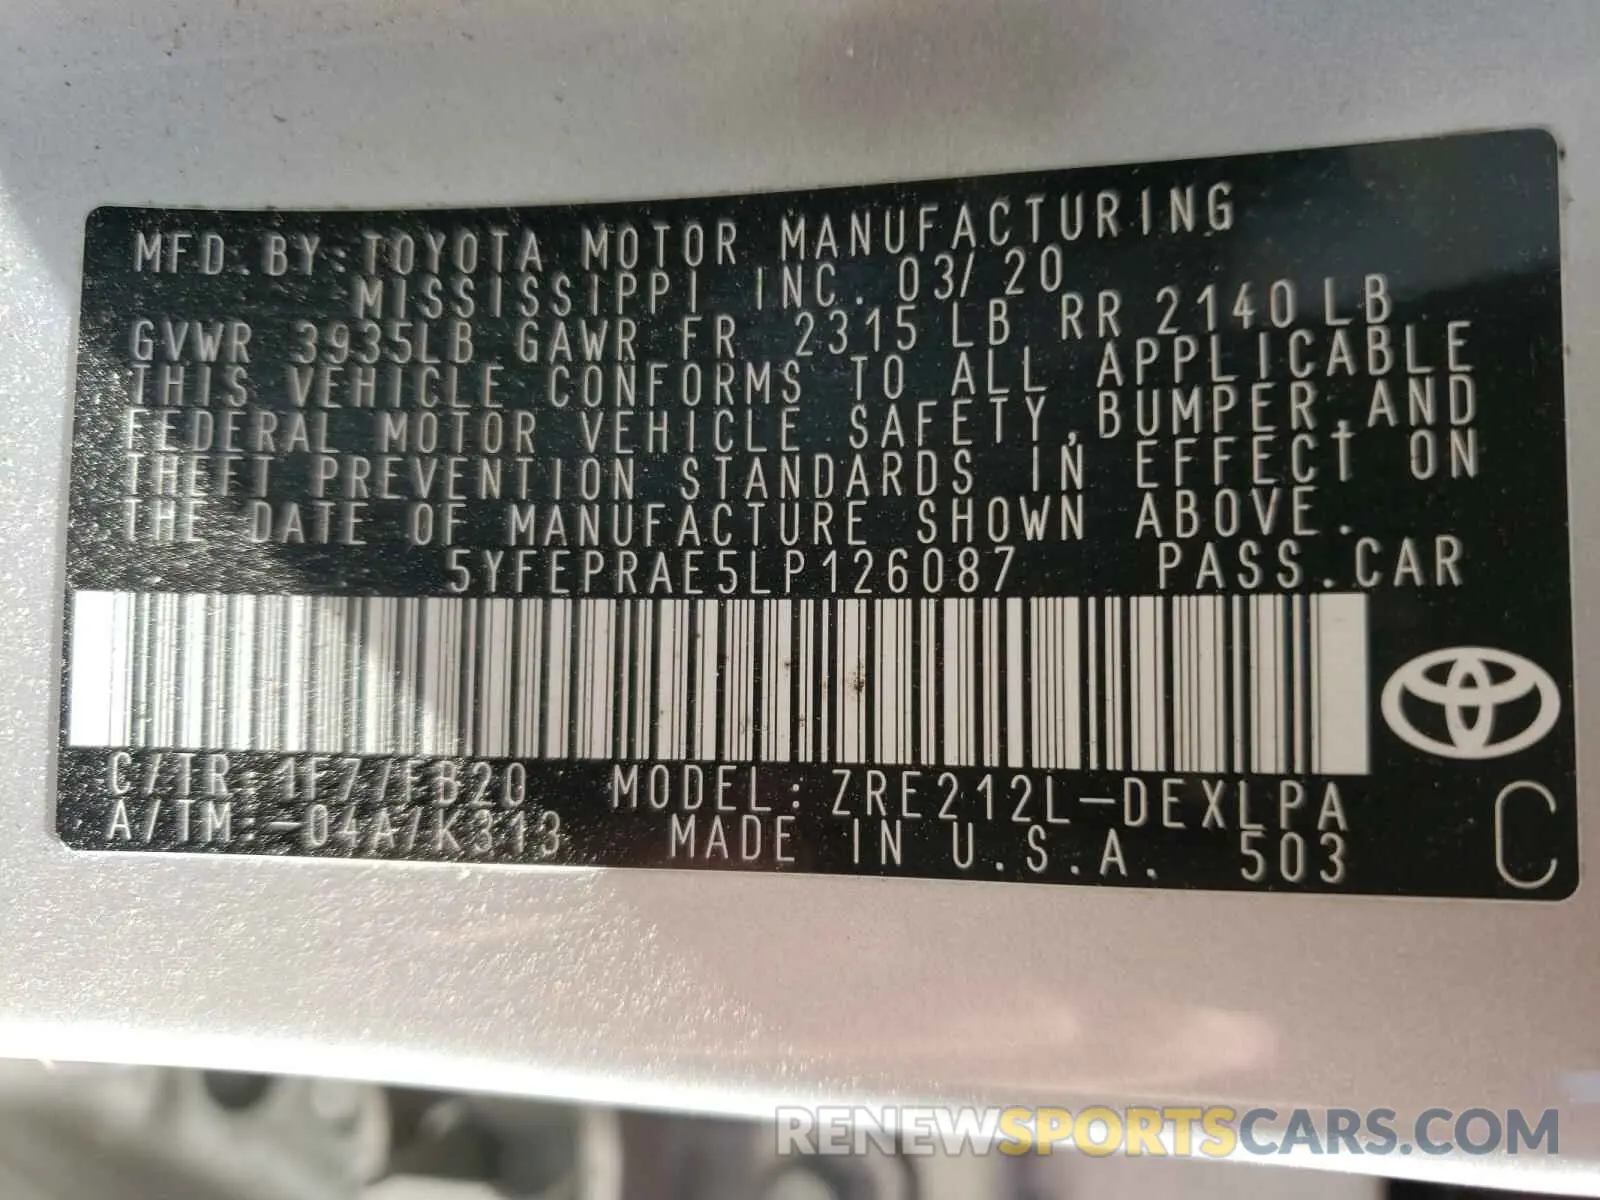 MFD. BY: TOYOTA MOTOR MANUFACTURING
MISSISSIPPI INC. 03/20
GVWR 3935LB GAWR FR 2315 LB RR 2140 LB
THIS VEHICLE CONFORMS TO ALL APPLICABLE
FEDERAL MOTOR VEHICLE SAFETY, BUMPER, AND
THEFT PREVENTION STANDARDS IN EFFECT ON
THE DATE OF MANUFACTURE SHOWN ABOVE.
5YFEPRAE5LP126087 PASS. CAR
C/TR: 1F7/FB20 MODEL: ZRE212L-DEXLPA
A/TM: -04A/K313 MADE IN U.S.A. 503
C
RENEWSPORTSCARS.COM